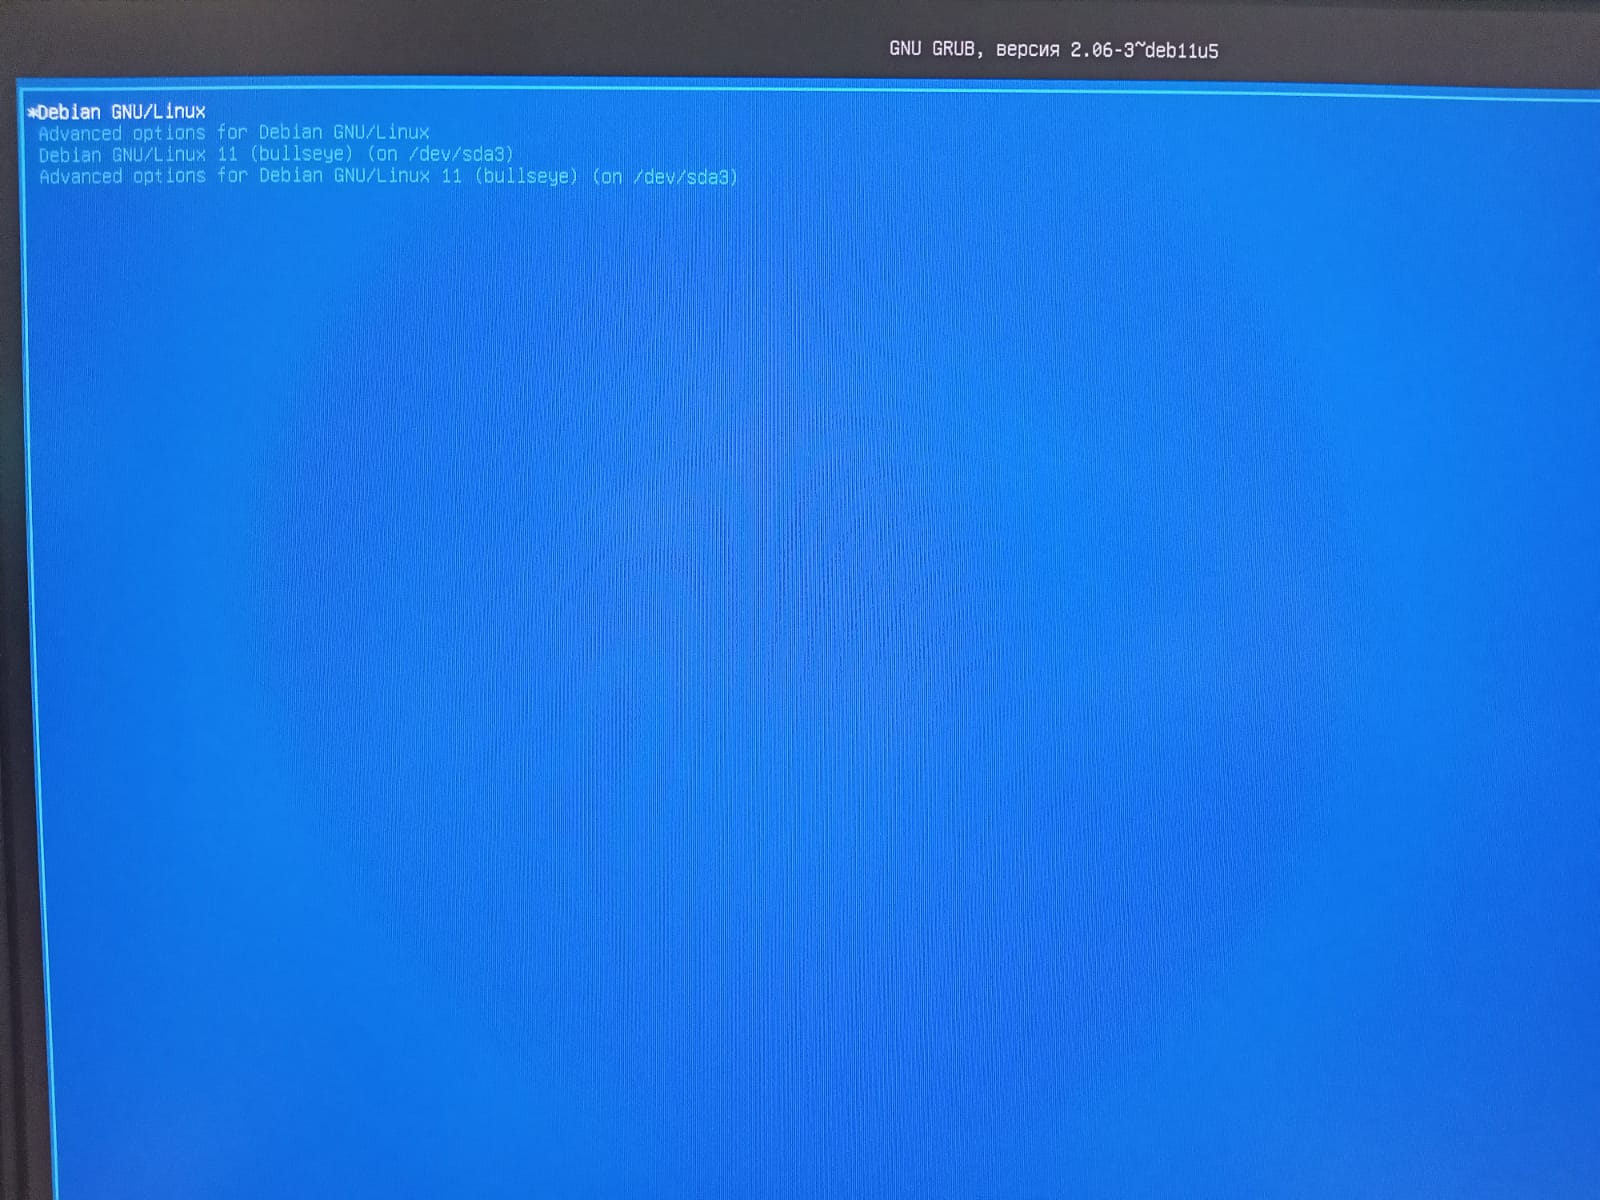 GNU GRUB, версия 2.06-3~deb11u5
*Debian GNU/Linux
Advanced options for Debian GNU/Linux
Debian GNU/Linux 11 (bullseye) (on /dev/sda3)
Advanced options for Debian GNU/Linux 11 (bullseye) (on /dev/sda3)